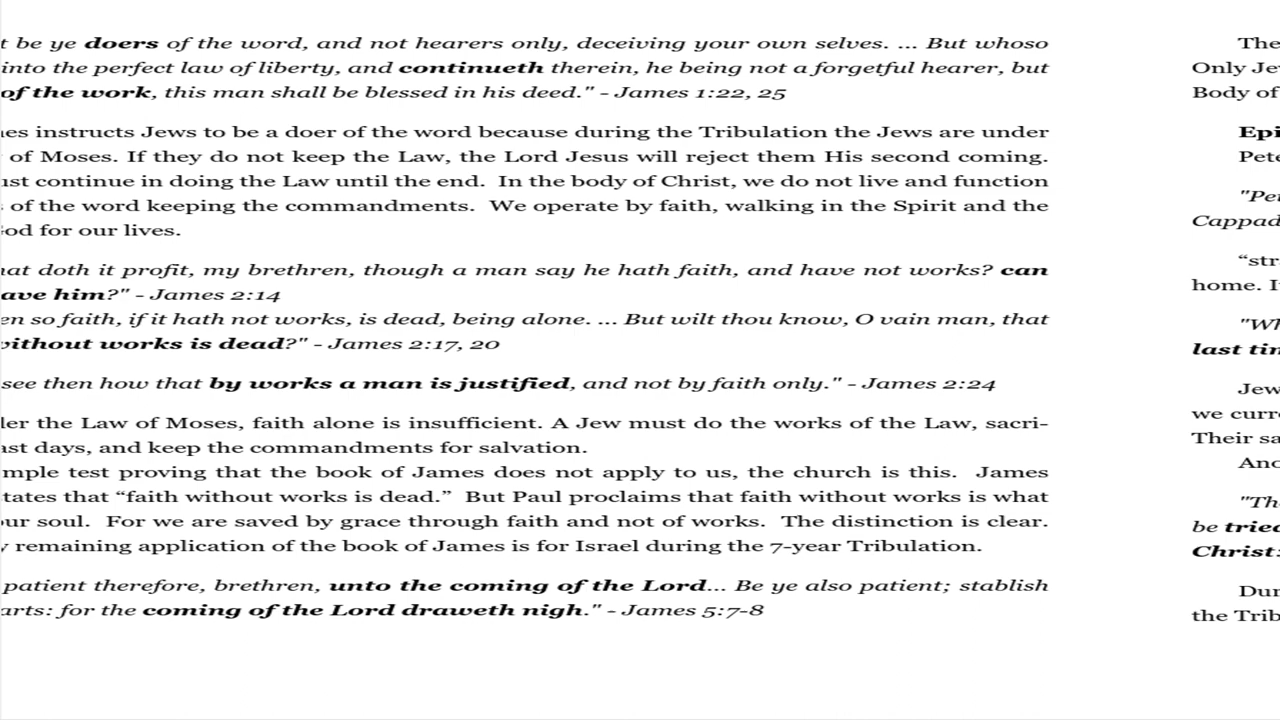 t be ye doers of the word, and not hearers only, deceiving your own selves. ... But whoso
into the perfect law of liberty, and continueth therein, he being not a forgetful hearer, but
of the work, this man shall be blessed in his deed." - James 1:22, 25
es instructs Jews to be a doer of the word because during the Tribulation the Jews are under
of Moses. If they do not keep the Law, the Lord Jesus will reject them His second coming.
ust continue in doing the Law until the end. In the body of Christ, we do not live and function
of the word keeping the commandments. We operate by faith, walking in the Spirit and the
od for our lives.
at doth it profit, my brethren, though a man say he hath faith, and have not works? can
ave him?" - James 2:14
en so faith, if it hath not works, is dead, being alone. ... But wilt thou know, O vain man, that
without works is dead?" - James 2:17, 20
see then how that by works a man is justified, and not by faith only." - James 2:24
der the Law of Moses, faith alone is insufficient. A Jew must do the works of the Law, sacri-
ast days, and keep the commandments for salvation.
mple test proving that the book of James does not apply to us, the church is this. James
tates that “faith without works is dead.” But Paul proclaims that faith without works is what
our soul. For we are saved by grace through faith and not of works. The distinction is clear.
y remaining application of the book of James is for Israel during the 7-year Tribulation.
patient therefore, brethren, unto the coming of the Lord... Be ye also patient; stablish
arts: for the coming of the Lord draweth nigh." - James 5:7-8
The
Only Je
Body of
Epi
Pete
"Pet
Cappad
“str
home. I
"Wh
last tim
Jew
we curr
Their sa
Ano
"Th
be tried
Christ:
Dur
the Trib